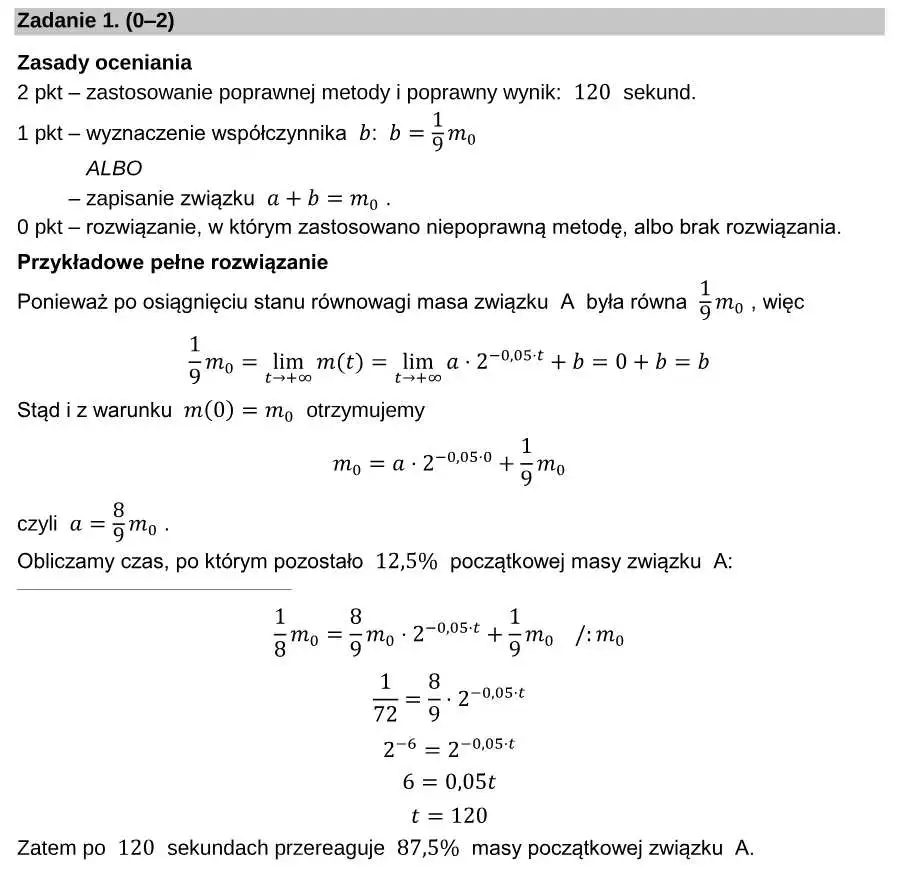 Zadanie 1. (0–2)
Zasady oceniania
2 pkt – zastosowanie poprawnej metody i poprawny wynik: 120 sekund.
1 pkt – wyznaczenie współczynnika b: b = 1/9 m₀
ALBO
– zapisanie związku a + b = m₀ .
0 pkt – rozwiązanie, w którym zastosowano niepoprawną metodę, albo brak rozwiązania.
Przykładowe pełne rozwiązanie
Ponieważ po osiągnięciu stanu równowagi masa związku A była równa 1/9 m₀ , więc
1/9 m₀ = lim_{t→+∞} m(t) = lim_{t→+∞} a · 2^{−0,05·t} + b = 0 + b = b
Stąd i z warunku m(0) = m₀ otrzymujemy
m₀ = a · 2^{−0,05·0} + 1/9 m₀
czyli a = 8/9 m₀ .
Obliczamy czas, po którym pozostało 12,5% początkowej masy związku A:
1/8 m₀ = 8/9 m₀ · 2^{−0,05·t} + 1/9 m₀ /: m₀
1/72 = 8/9 · 2^{−0,05·t}
2^{−6} = 2^{−0,05·t}
6 = 0,05t
t = 120
Zatem po 120 sekundach przereaguje 87,5% masy początkowej związku A.